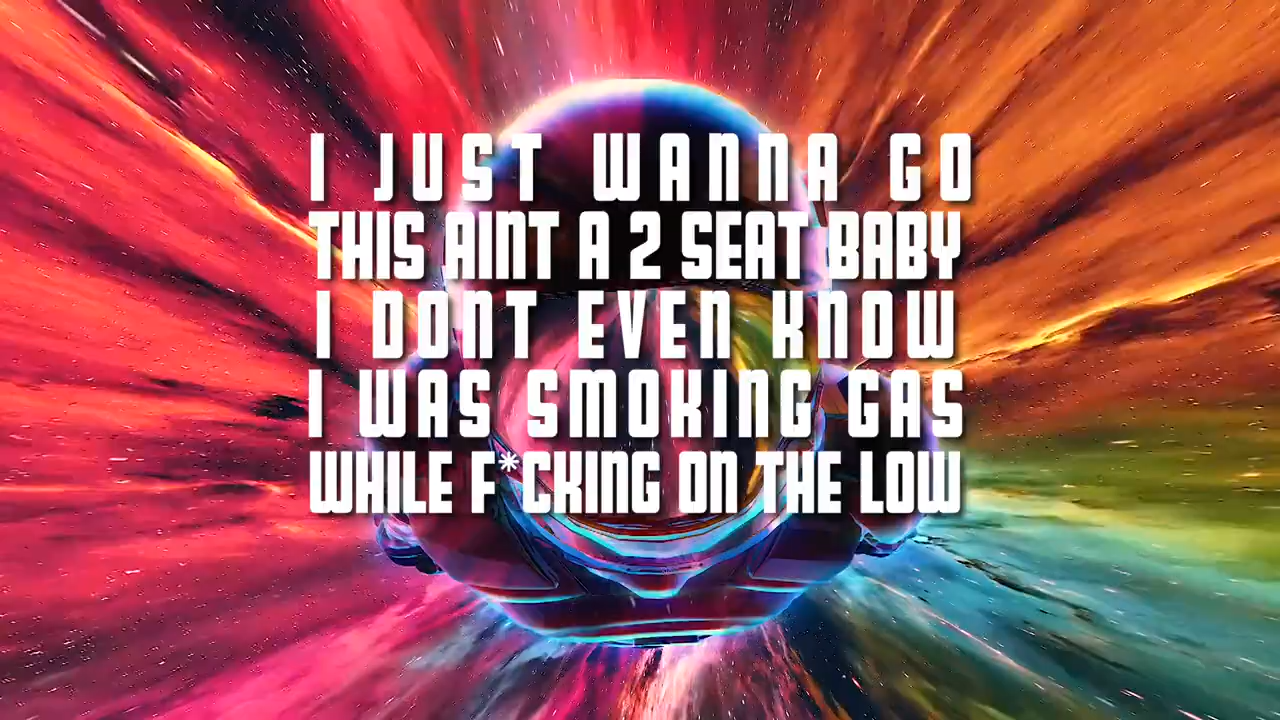 I JUST WANNA GO
THIS AINT A 2 SEAT BABY
I DONT EVEN KNOW
I WAS SMOKING GAS
WHILE F*CKING ON THE LOW